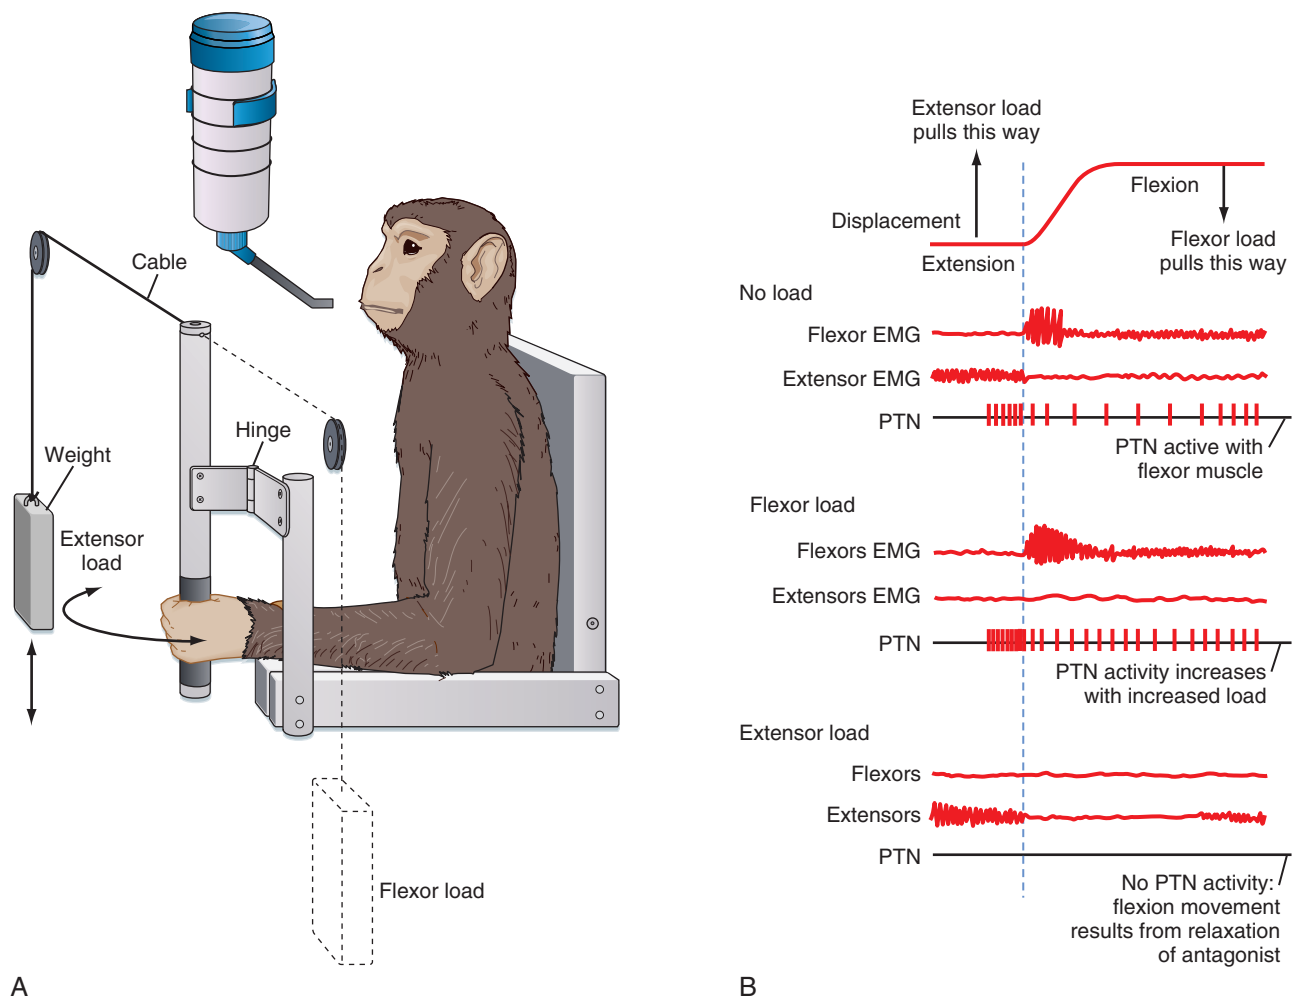 Cable
Hinge
Weight
Extensor
load
Flexor load
A
Extensor load
pulls this way
Flexion
Displacement
Flexor load
pulls this way
Extension
No load
Flexor EMG
Extensor EMG
PTN
PTN active with
flexor muscle
Flexor load
Flexors EMG
Extensors EMG
PTN
PTN activity increases
with increased load
Extensor load
Flexors
Extensors
PTN
No PTN activity:
flexion movement
results from relaxation
of antagonist
B